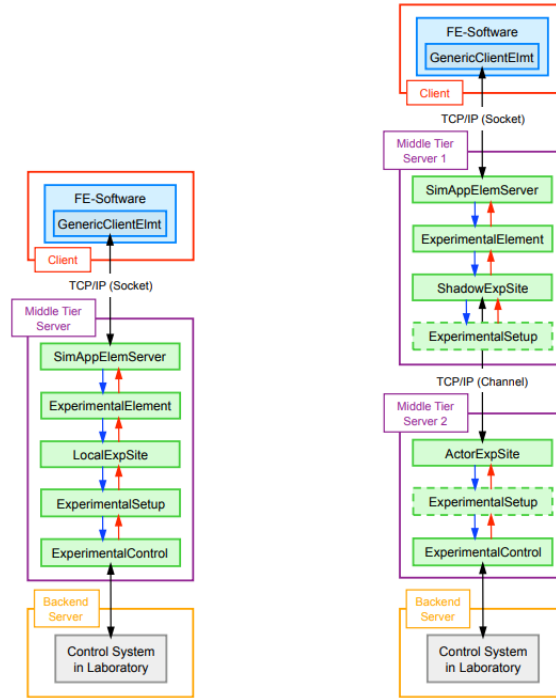 FE-Software
GenericClientElmt
Client
TCP/IP (Socket)
Middle Tier
Server
SimAppElemServer
ExperimentalElement
LocalExpSite
ExperimentalSetup
ExperimentalControl
Backend
Server
Control System
in Laboratory
FE-Software
GenericClientElmt
Client
TCP/IP (Socket)
Middle Tier
Server 1
SimAppElemServer
ExperimentalElement
ShadowExpSite
ExperimentalSetup
TCP/IP (Channel)
Middle Tier
Server 2
ActorExpSite
ExperimentalSetup
ExperimentalControl
Backend
Server
Control System
in Laboratory